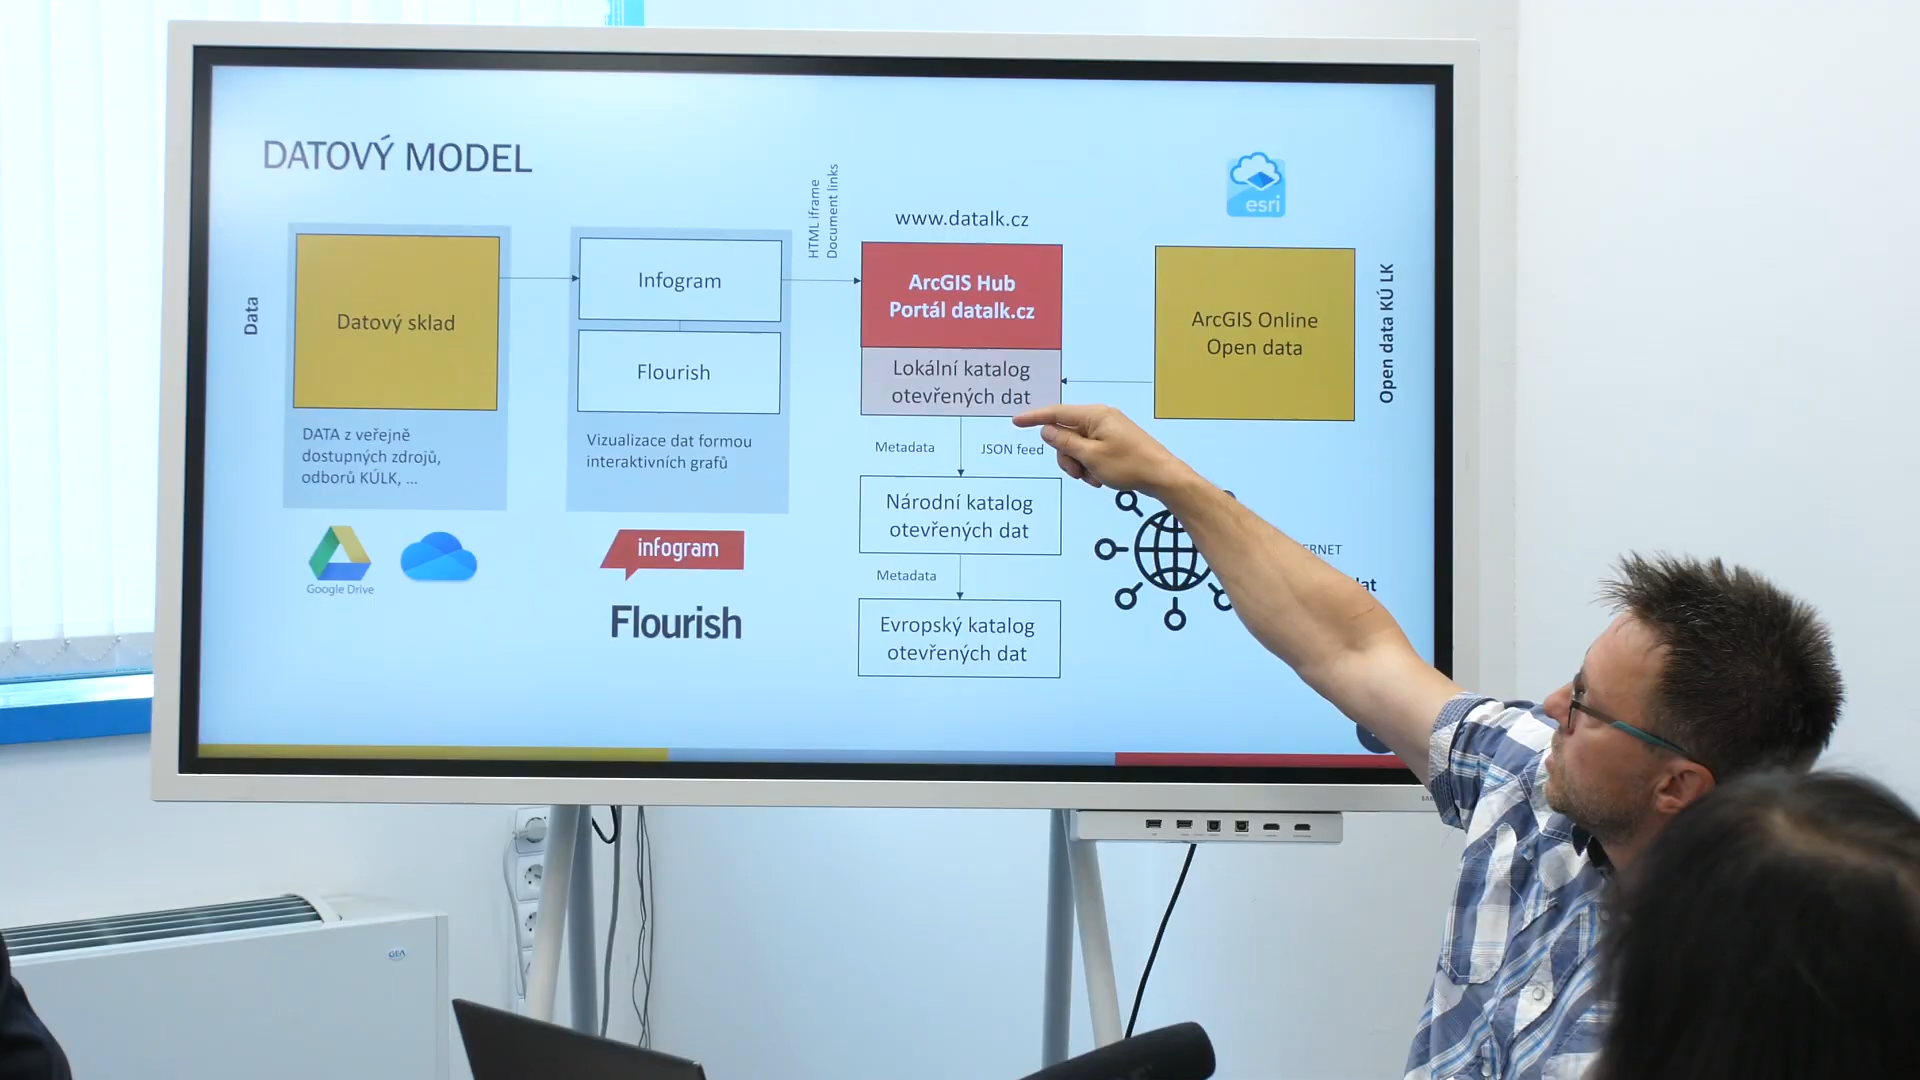 DATOVÝ MODEL
Data
Datový sklad
DATA z veřejně
dostupných zdrojů,
odborů KÚLK, ...
Google Drive
Infogram
Flourish
Vizualizace dat formou
interaktivních grafů
infogram
Flourish
HTML iframe
Document links
www.datalk.cz
ArcGIS Hub
Portál datalk.cz
Lokální katalog
otevřených dat
Metadata
JSON feed
Národní katalog
otevřených dat
Metadata
Evropský katalog
otevřených dat
esri
ArcGIS Online
Open data
Open data KÚ LK
GEA